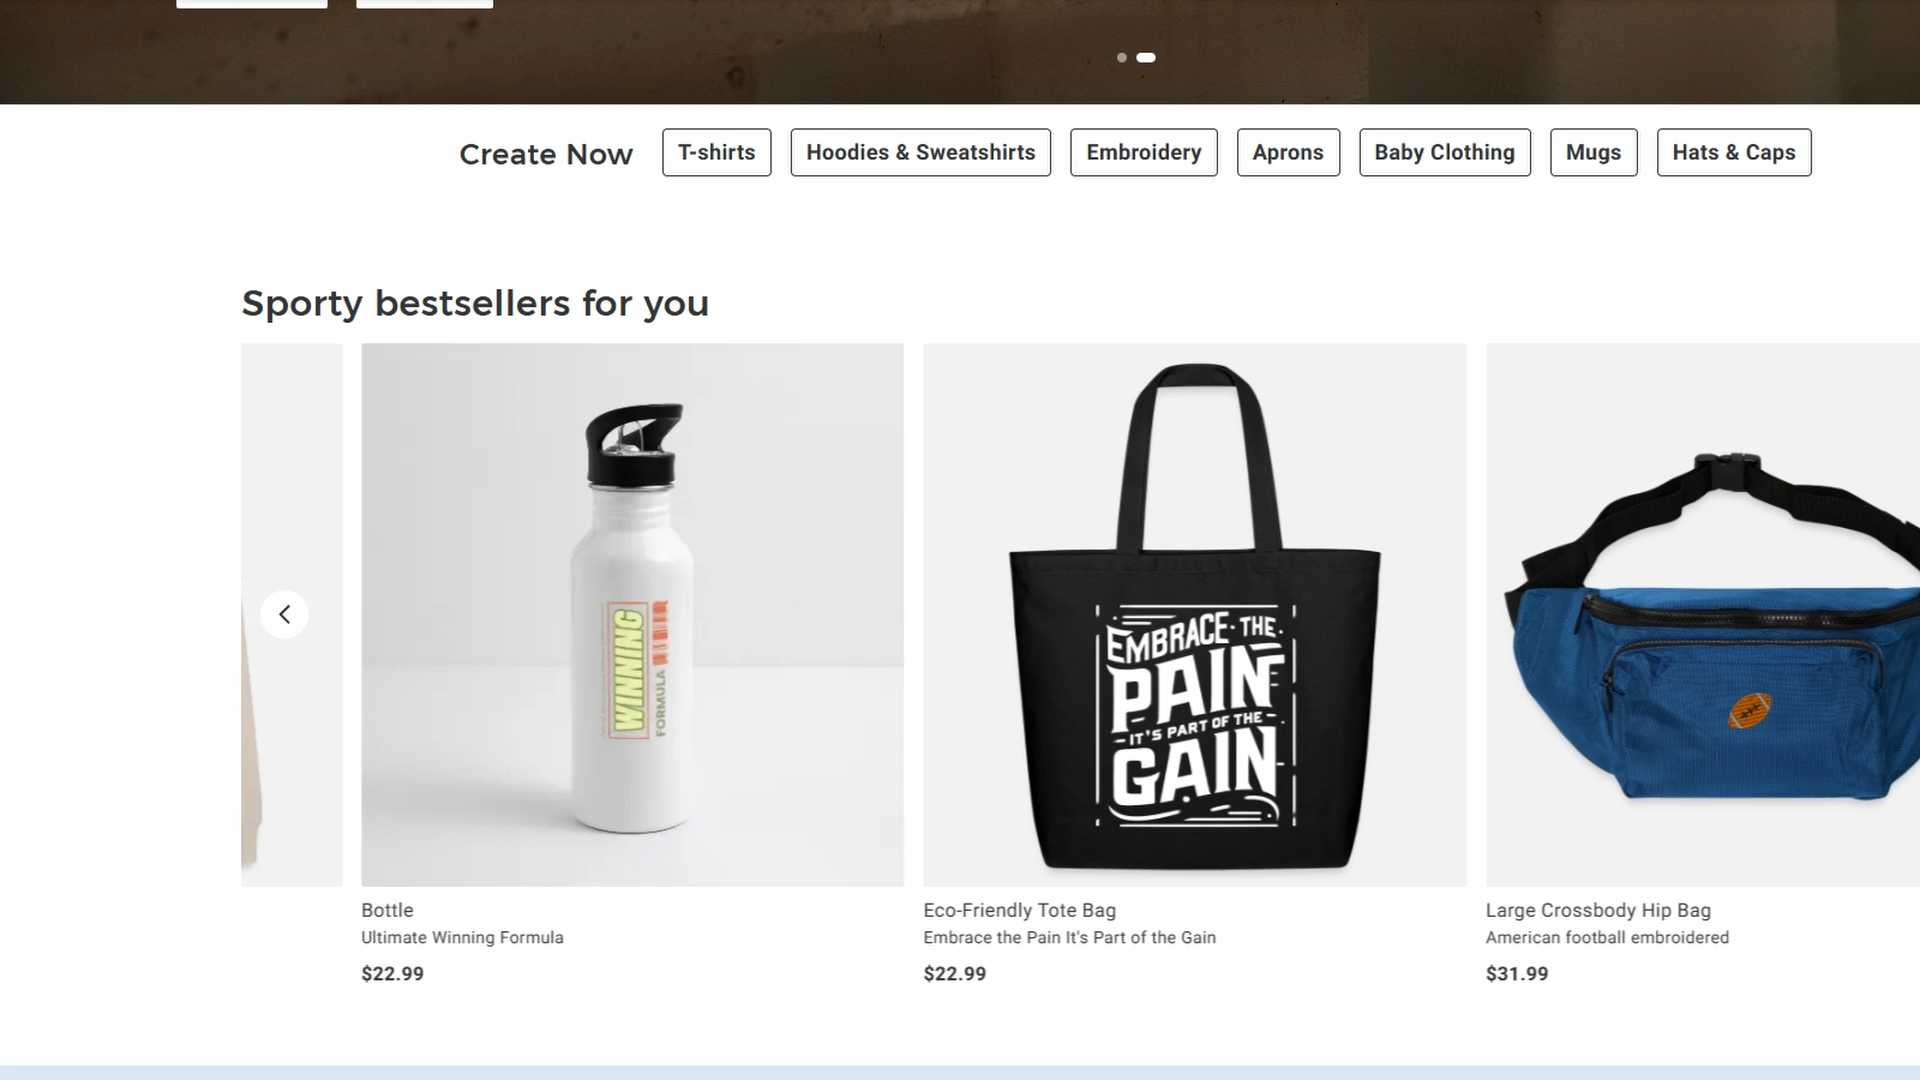 Create Now
T-shirts
Hoodies & Sweatshirts
Embroidery
Aprons
Baby Clothing
Mugs
Hats & Caps
Sporty bestsellers for you
WINNING
FORMULA
EMBRACE · THE
PAIN
IT'S PART OF THE
GAIN
Bottle
Ultimate Winning Formula
$22.99
Eco-Friendly Tote Bag
Embrace the Pain It's Part of the Gain
$22.99
Large Crossbody Hip Bag
American football embroidered
$31.99